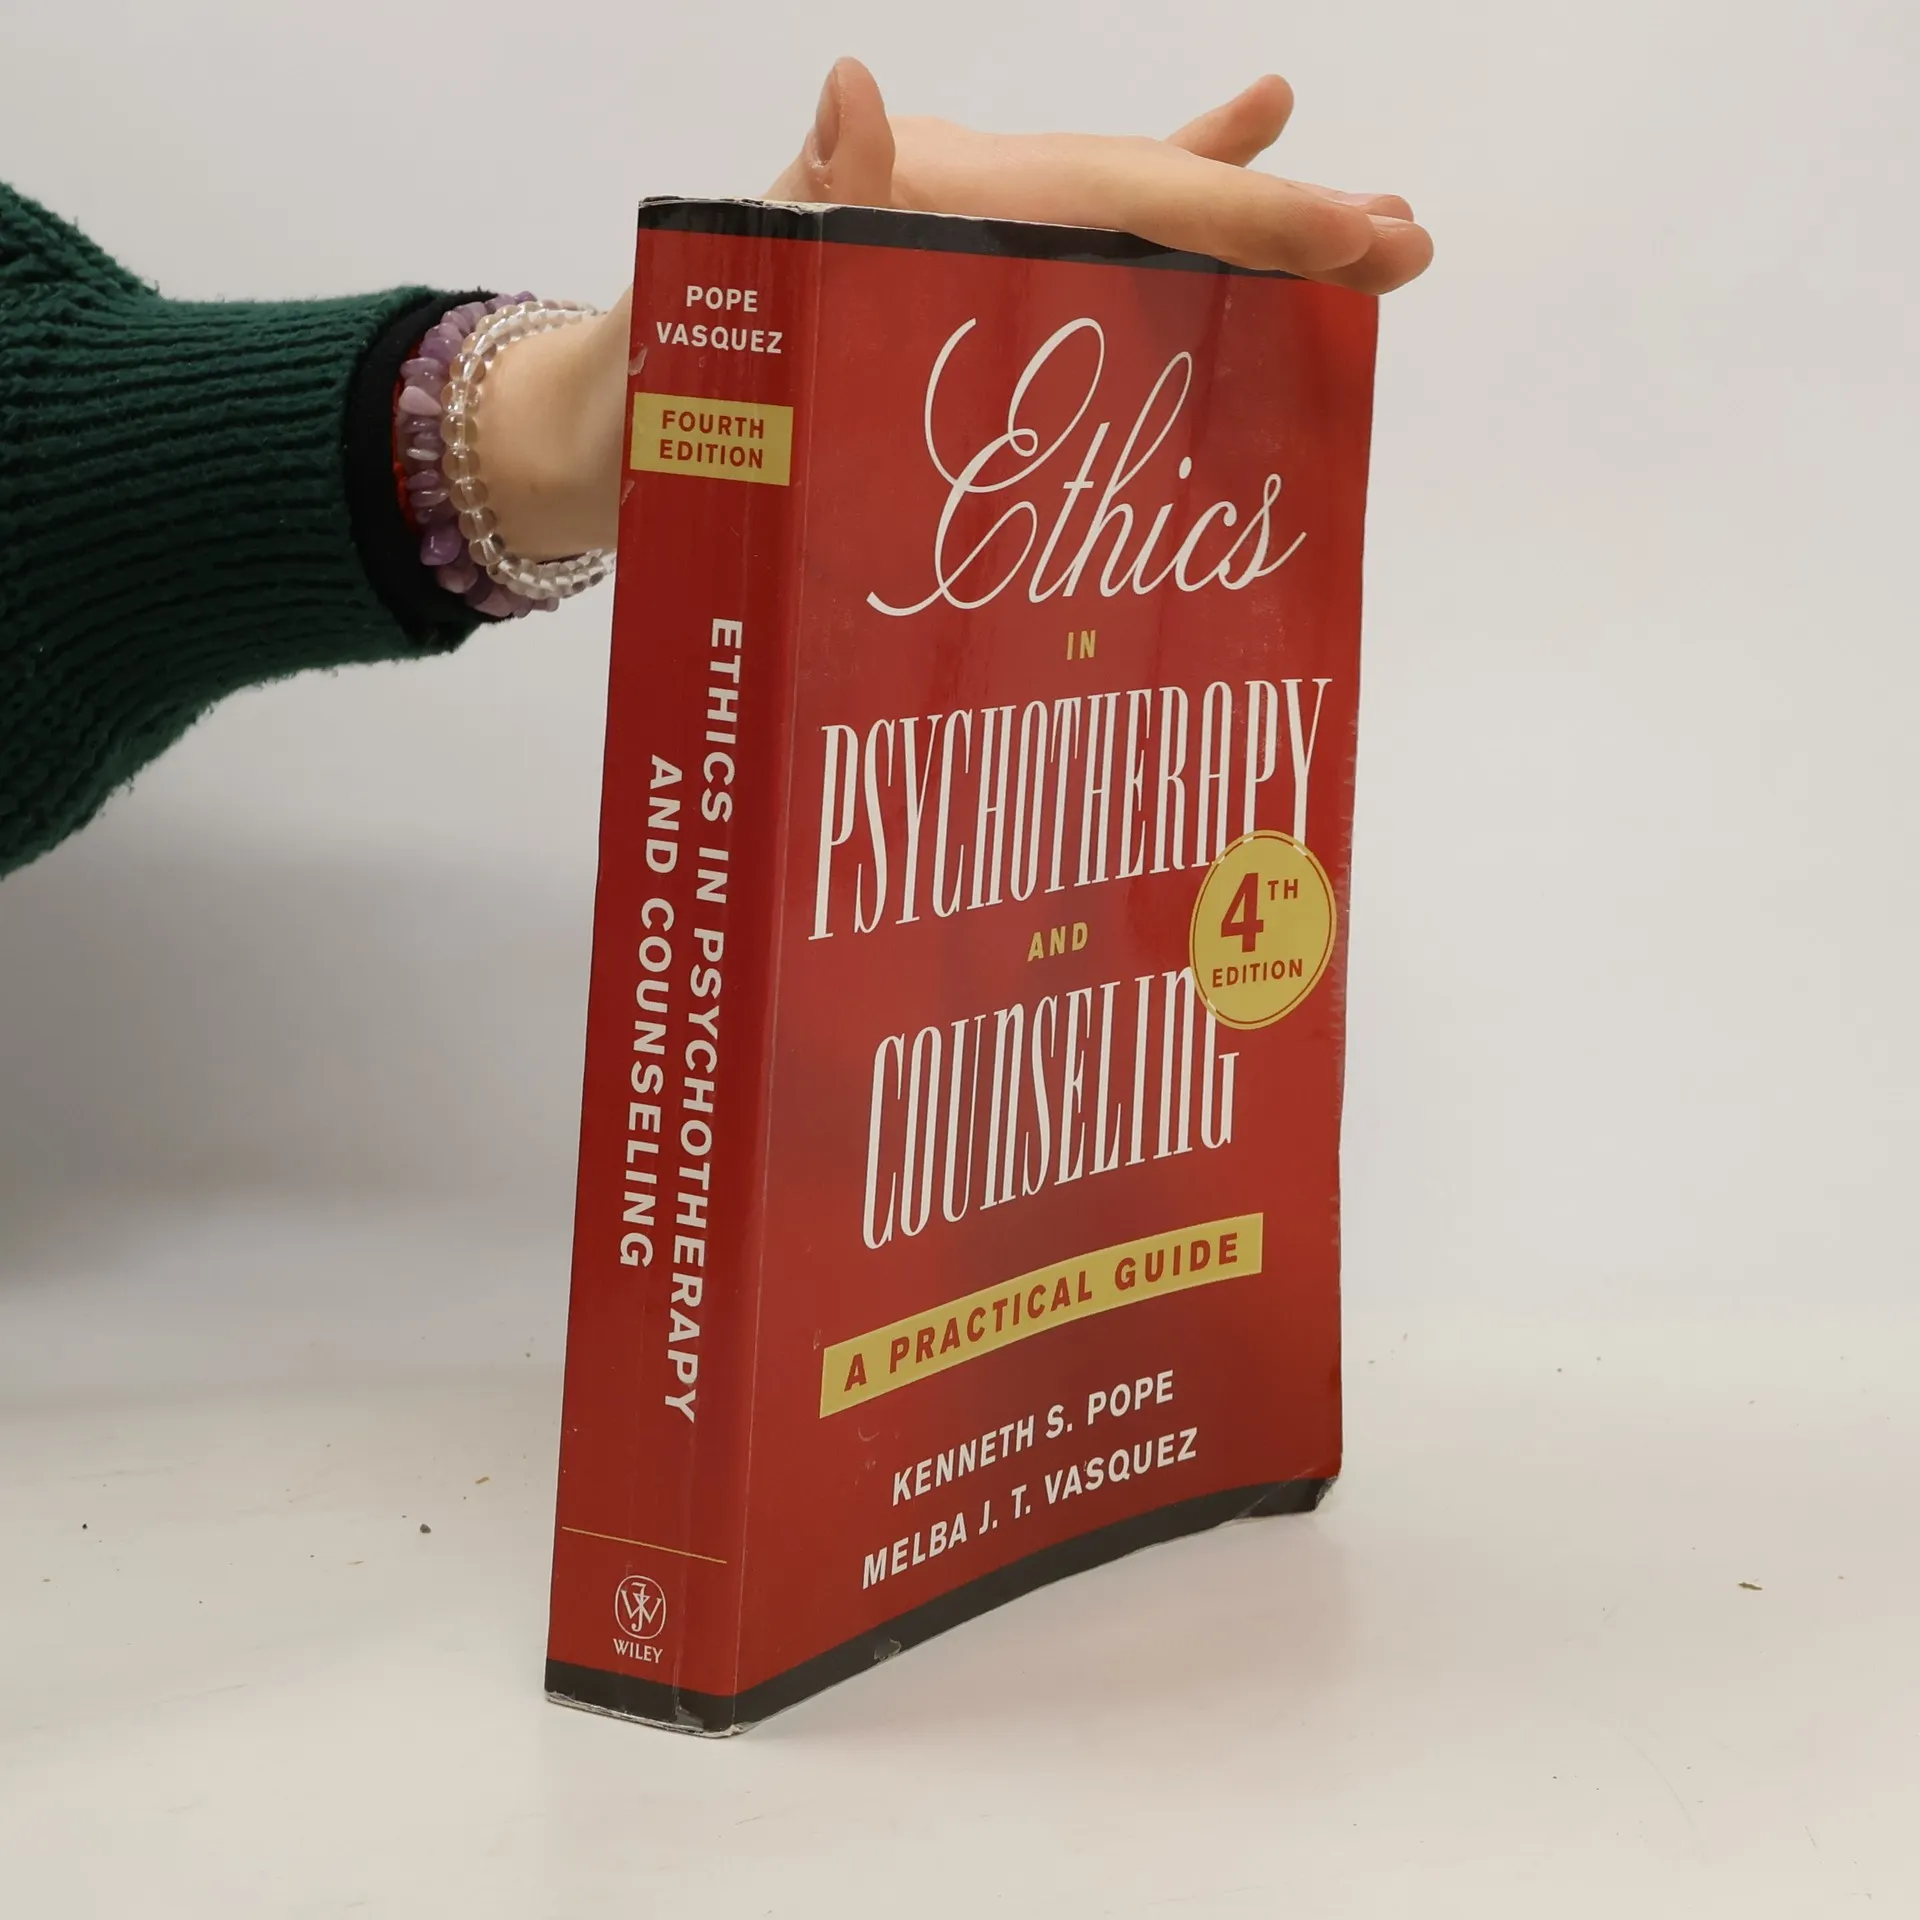 POPE
VASQUEZ
FOURTH
EDITION
ETHICS IN PSYCHOTHERAPY
AND COUNSELING
WILEY
Ethics
IN
PSYCHOTHERAPY
AND
COUNSELING
4TH
EDITION
A PRACTICAL GUIDE
KENNETH S. POPE
MELBA J. T. VASQUEZ